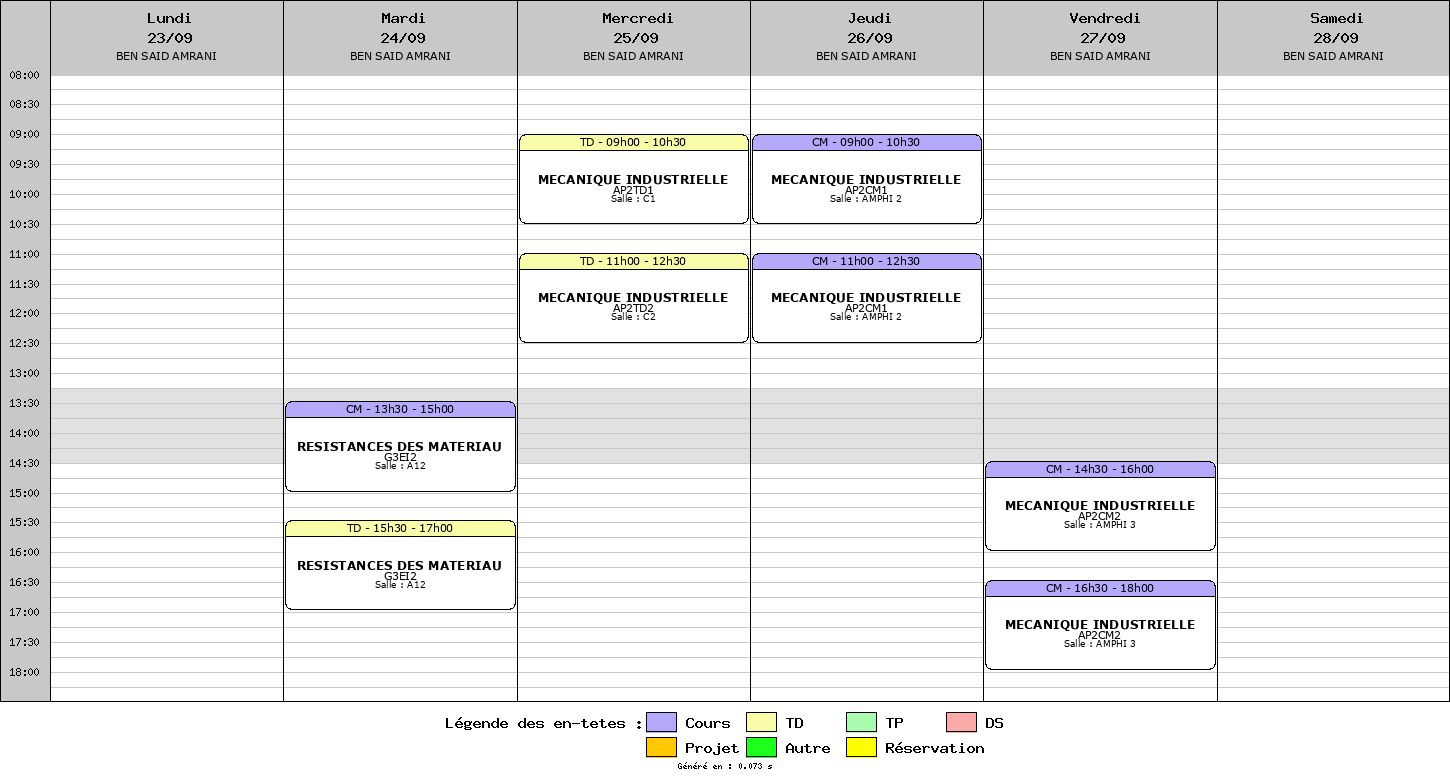 Lundi
23/09
BEN SAID AMRANI
Mardi
24/09
BEN SAID AMRANI
Mercredi
25/09
BEN SAID AMRANI
Jeudi
26/09
BEN SAID AMRANI
Vendredi
27/09
BEN SAID AMRANI
Samedi
28/09
BEN SAID AMRANI
08:00
08:30
09:00
09:30
10:00
10:30
11:00
11:30
12:00
12:30
13:00
13:30
14:00
14:30
15:00
15:30
16:00
16:30
17:00
17:30
18:00
CM - 13h30 - 15h00
RESISTANCES DES MATERIAU
G3EI2
Salle : A12
TD - 15h30 - 17h00
RESISTANCES DES MATERIAU
G3EI2
Salle : A12
TD - 09h00 - 10h30
MECANIQUE INDUSTRIELLE
AP2TD1
Salle : C1
TD - 11h00 - 12h30
MECANIQUE INDUSTRIELLE
AP2TD2
Salle : C2
CM - 09h00 - 10h30
MECANIQUE INDUSTRIELLE
AP2CM1
Salle : AMPHI 2
CM - 11h00 - 12h30
MECANIQUE INDUSTRIELLE
AP2CM1
Salle : AMPHI 2
CM - 14h30 - 16h00
MECANIQUE INDUSTRIELLE
AP2CM2
Salle : AMPHI 3
CM - 16h30 - 18h00
MECANIQUE INDUSTRIELLE
AP2CM2
Salle : AMPHI 3
Légende des en-tetes : Cours TD TP DS
Projet Autre Réservation
Généré en : 0.073 s